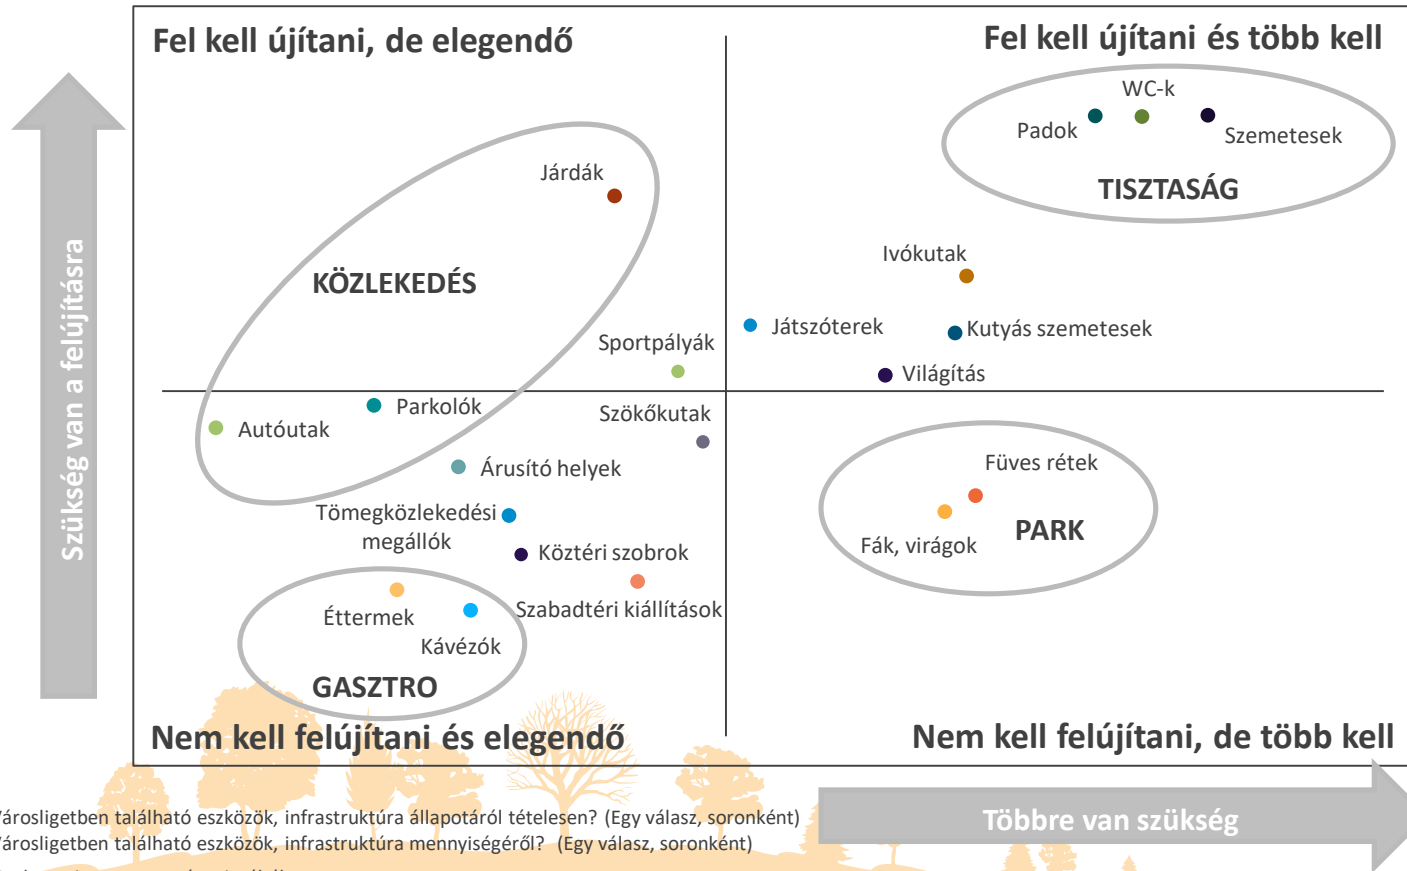 Fel kell újítani, de elegendő
Fel kell újítani és több kell
WC-k
Padok
Szemetesek
TISZTASÁG
Járdák
KÖZLEKEDÉS
Ivókutak
Játszóterek
Kutyás szemetesek
Sportpályák
Világítás
Szükség van a felújításra
Parkolók
Autóutak
Szökőkutak
Árusító helyek
Füves rétek
Fák, virágok
PARK
Tömegközlekedési
megállók
Köztéri szobrok
Szabadtéri kiállítások
Éttermek
Kávézók
GASZTRO
Nem kell felújítani és elegendő
Nem kell felújítani, de több kell
Többre van szükség
Városligetben található eszközök, infrastruktúra állapotáról tételesen? (Egy válasz, soronként)
Városligetben található eszközök, infrastruktúra mennyiségéről? (Egy válasz, soronként)